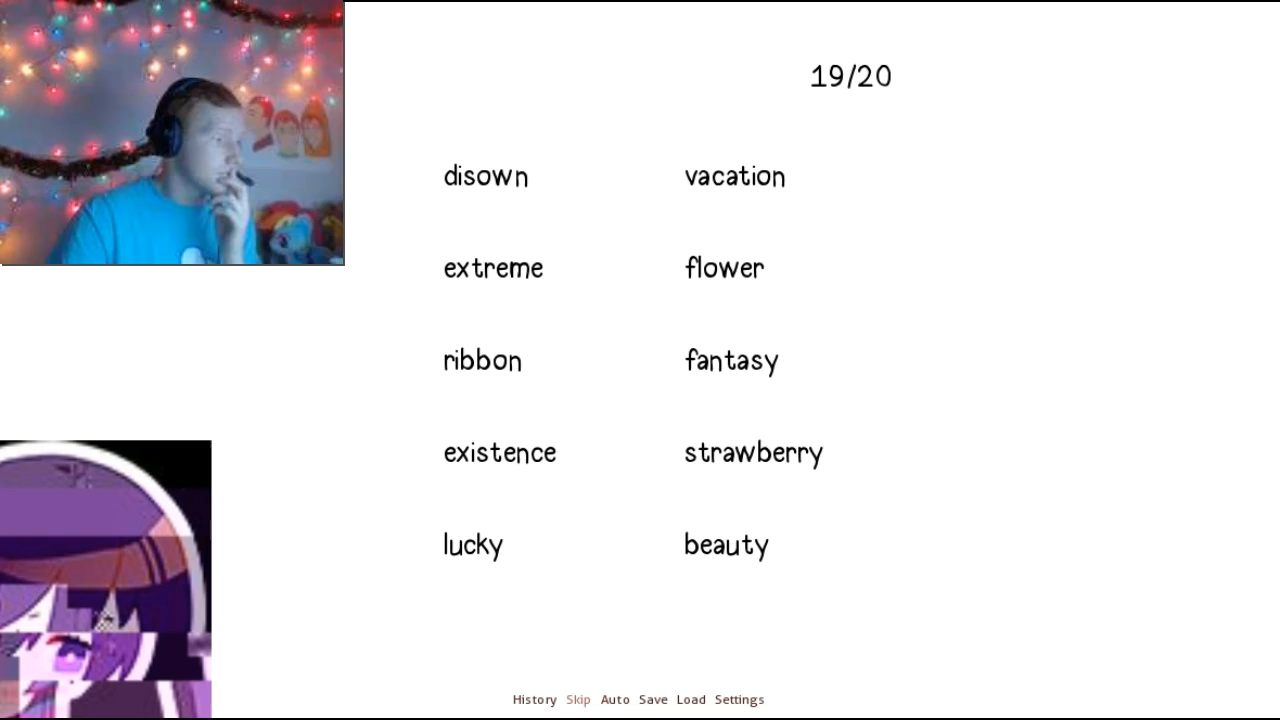 19/20
disown vacation
extreme flower
ribbon fantasy
existence strawberry
lucky beauty
History Skip Auto Save Load Settings